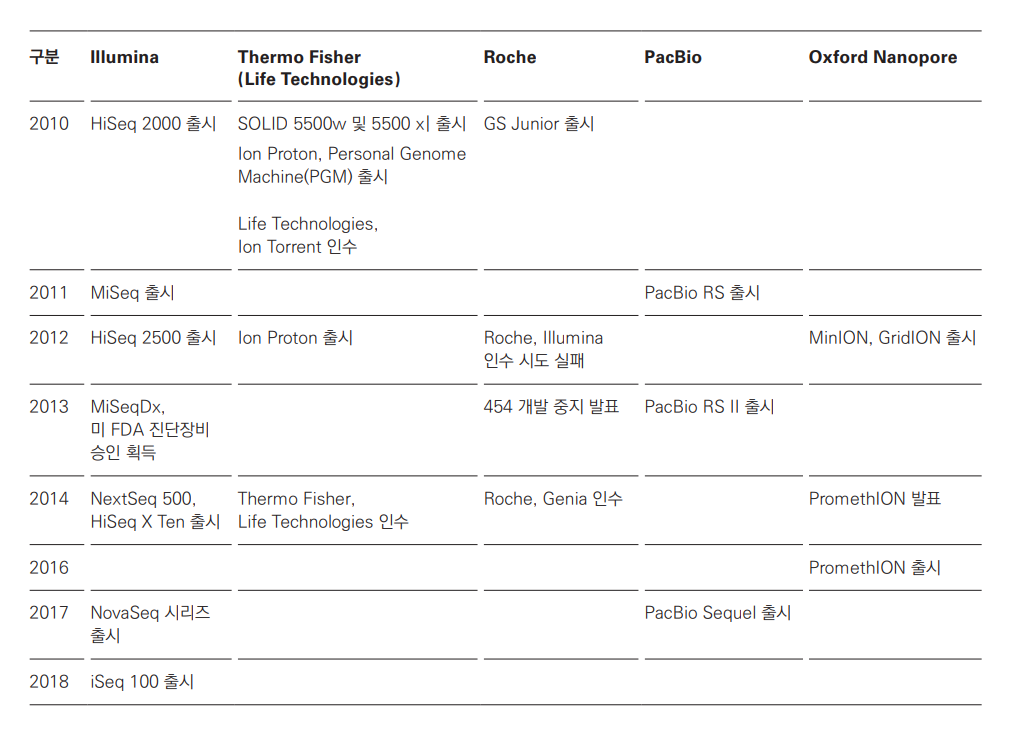 구분 Illumina Thermo Fisher Roche PacBio Oxford Nanopore
(Life Technologies)
2010 HiSeq 2000 출시 SOLID 5500w 및 5500 xl 출시 GS Junior 출시
Ion Proton, Personal Genome
Machine(PGM) 출시
Life Technologies,
Ion Torrent 인수
2011 MiSeq 출시 PacBio RS 출시
2012 HiSeq 2500 출시 Ion Proton 출시 Roche, Illumina MinION, GridION 출시
인수 시도 실패
2013 MiSeqDx, 454 개발 중지 발표 PacBio RS II 출시
미 FDA 진단장비
승인 획득
2014 NextSeq 500, Thermo Fisher, Roche, Genia 인수 PromethION 발표
HiSeq X Ten 출시 Life Technologies 인수
2016 PromethION 출시
2017 NovaSeq 시리즈 PacBio Sequel 출시
출시
2018 iSeq 100 출시